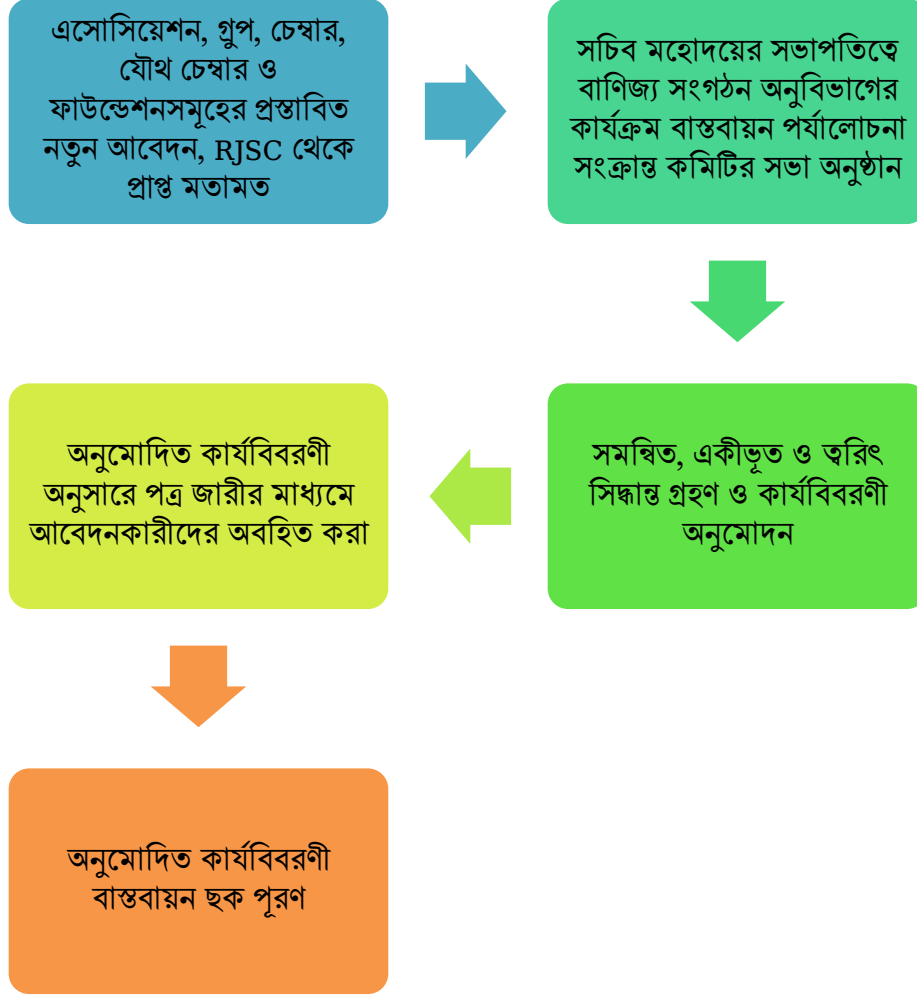 এসোসিয়েশন, গ্রুপ, চেম্বার,
যৌথ চেম্বার ও
ফাউন্ডেশনসমূহের প্রস্তাবিত
নতুন আবেদন, RJSC থেকে
প্রাপ্ত মতামত
সচিব মহোদয়ের সভাপতিত্বে
বাণিজ্য সংগঠন অনুবিভাগের
কার্যক্রম বাস্তবায়ন পর্যালোচনা
সংক্রান্ত কমিটির সভা অনুষ্ঠান
সমন্বিত, একীভূত ও ত্বরিৎ
সিদ্ধান্ত গ্রহণ ও কার্যবিবরণী
অনুমোদন
অনুমোদিত কার্যবিবরণী
অনুসারে পত্র জারীর মাধ্যমে
আবেদনকারীদের অবহিত করা
অনুমোদিত কার্যবিবরণী
বাস্তবায়ন ছক পূরণ